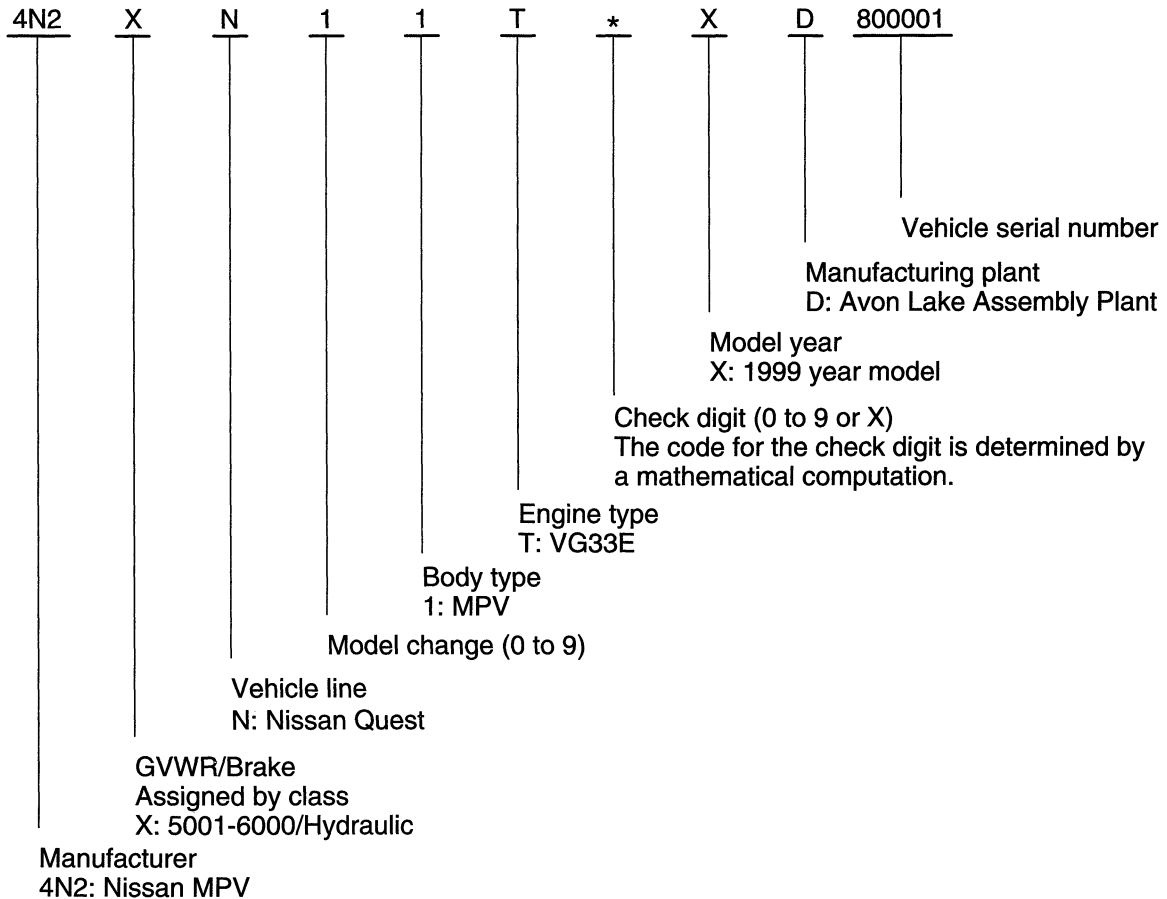 4N2 X N 1 1 T * X D 800001
Vehicle serial number
Manufacturing plant
D: Avon Lake Assembly Plant
Model year
X: 1999 year model
Check digit (0 to 9 or X)
The code for the check digit is determined by
a mathematical computation.
Engine type
T: VG33E
Body type
1: MPV
Model change (0 to 9)
Vehicle line
N: Nissan Quest
GVWR/Brake
Assigned by class
X: 5001-6000/Hydraulic
Manufacturer
4N2: Nissan MPV